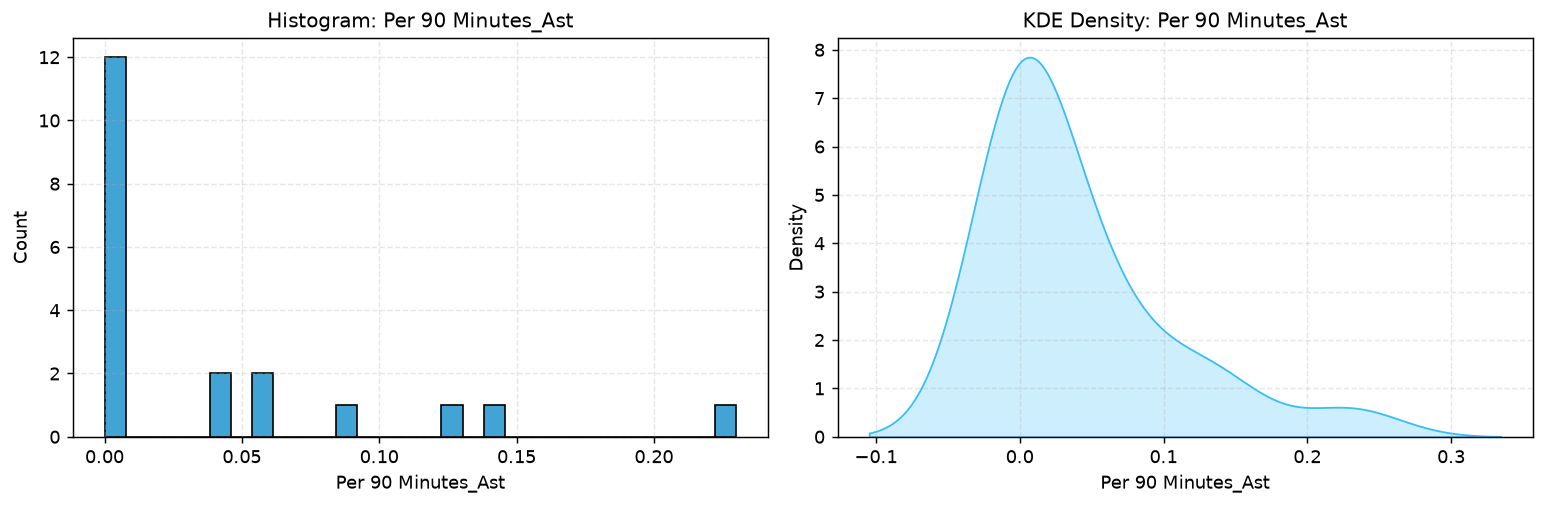 Histogram: Per 90 Minutes_Ast
12
10
8
6
4
2
0
Count
0.00 0.05 0.10 0.15 0.20
Per 90 Minutes_Ast
KDE Density: Per 90 Minutes_Ast
8
7
6
5
4
3
2
1
0
Density
−0.1 0.0 0.1 0.2 0.3
Per 90 Minutes_Ast